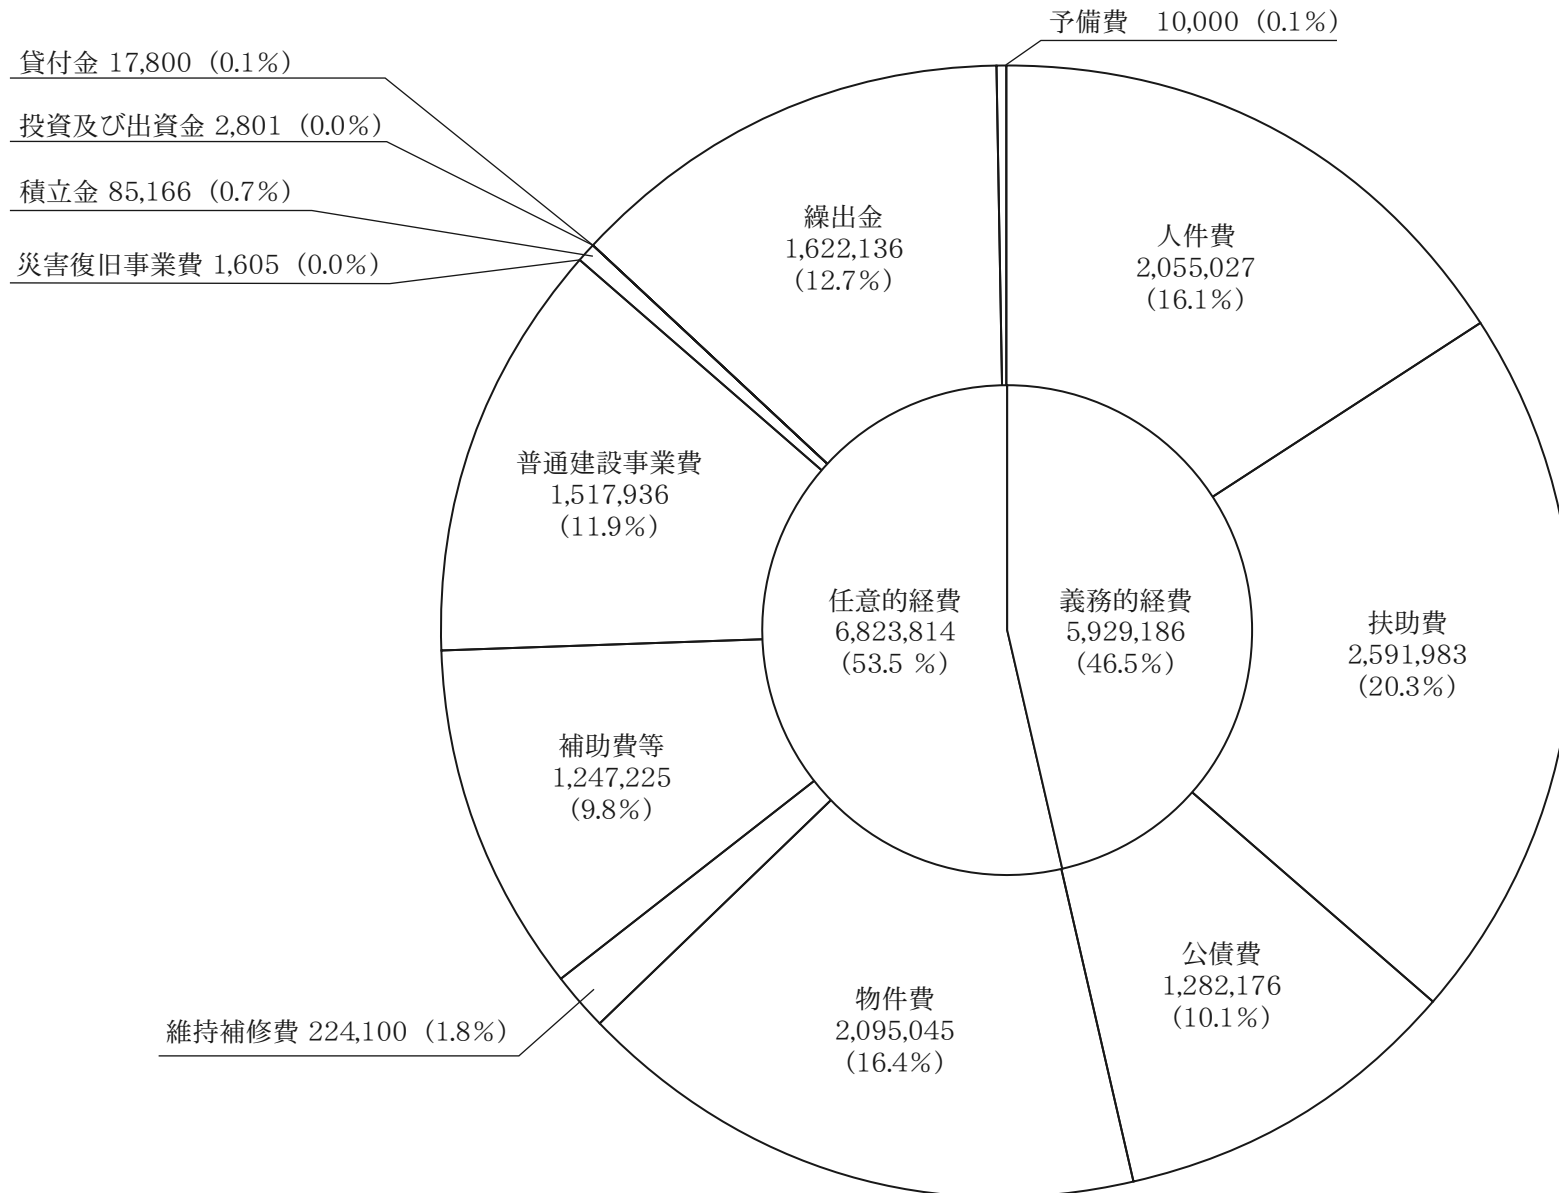 予備費　10,000（0.1%）
貸付金 17,800（0.1%）
投資及び出資金 2,801（0.0%）
積立金 85,166（0.7%）
災害復旧事業費 1,605（0.0%）
繰出金
1,622,136
（12.7%）
人件費
2,055,027
（16.1%）
普通建設事業費
1,517,936
（11.9%）
任意的経費
6,823,814
（53.5 %）
義務的経費
5,929,186
（46.5%）
扶助費
2,591,983
（20.3%）
補助費等
1,247,225
（9.8%）
公債費
1,282,176
（10.1%）
物件費
2,095,045
（16.4%）
維持補修費 224,100（1.8%）